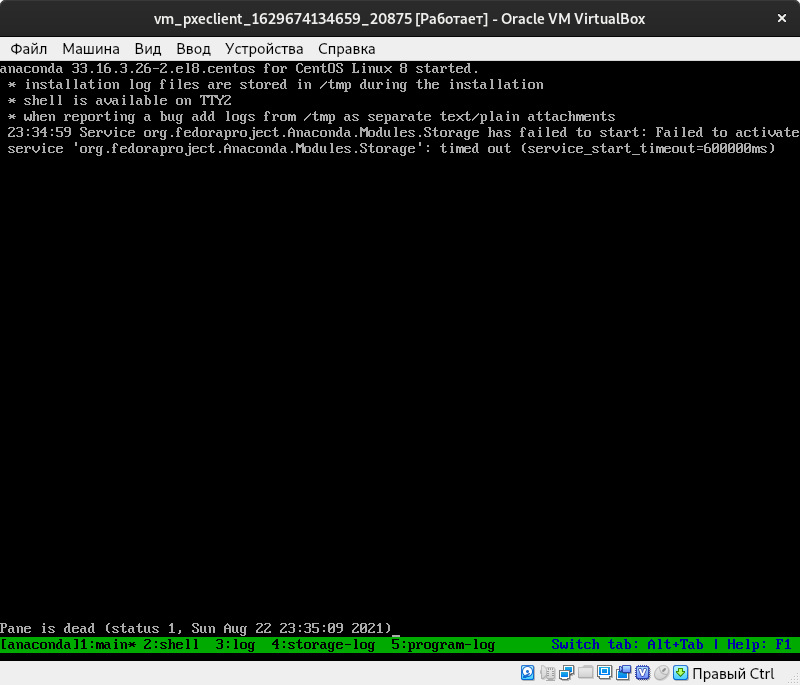 vm_pxeclient_1629674134659_20875 [Работает] - Oracle VM VirtualBox
Файл Машина Вид Ввод Устройства Справка
anaconda 33.16.3.26-2.el8.centos for CentOS Linux 8 started.
* installation log files are stored in /tmp during the installation
* shell is available on TTY2
* when reporting a bug add logs from /tmp as separate text/plain attachments
23:34:59 Service org.fedoraproject.Anaconda.Modules.Storage has failed to start: Failed to activate
service 'org.fedoraproject.Anaconda.Modules.Storage': timed out (service_start_timeout=600000ms)
Pane is dead (status 1, Sun Aug 22 23:35:09 2021)
[anaconda]1:main* 2:shell 3:log 4:storage-log 5:program-log Switch tab: Alt+Tab | Help: F1
Правый Ctrl